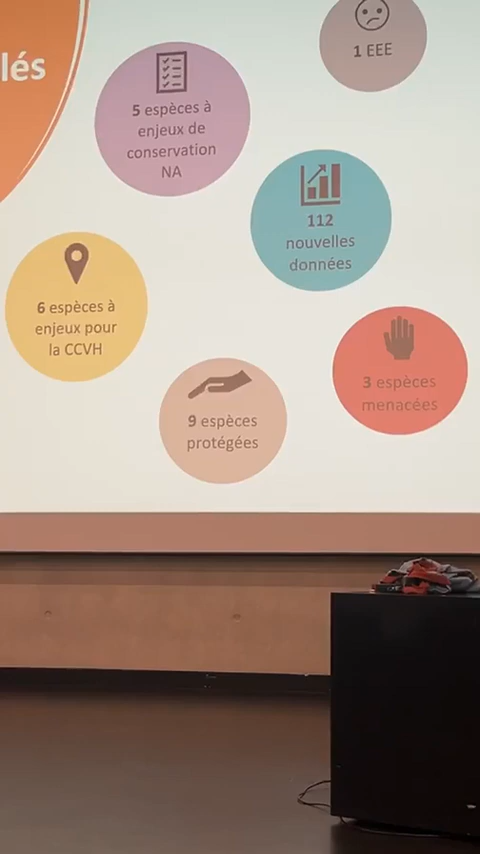 lés
1 EEE
5 espèces à
enjeux de
conservation
NA
112
nouvelles
données
6 espèces à
enjeux pour
la CCVH
3 espèces
menacées
9 espèces
protégées